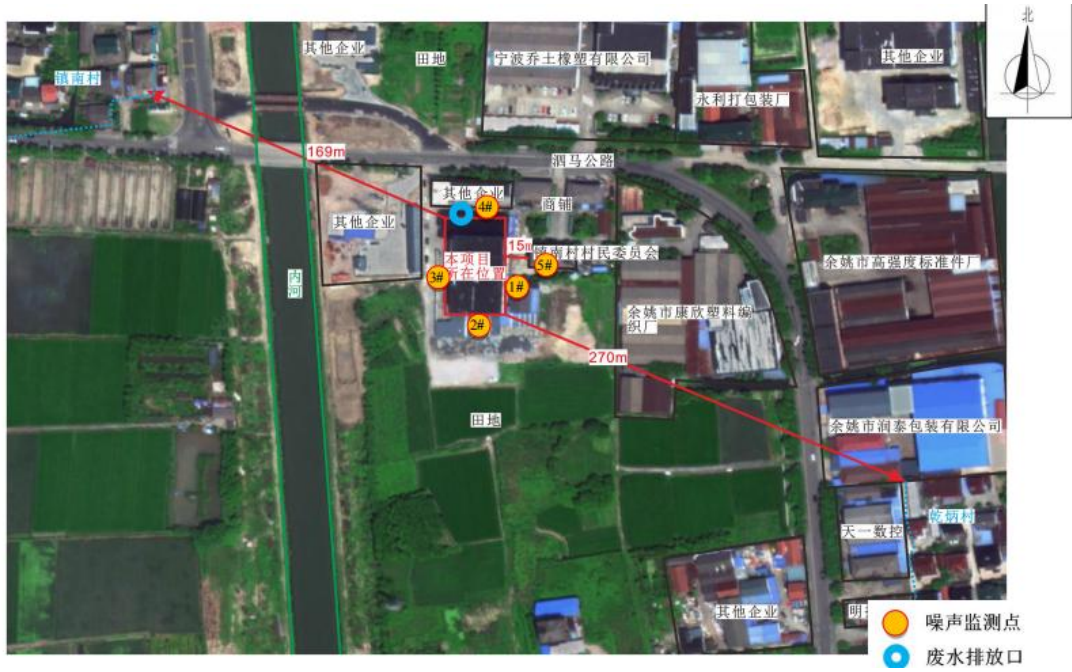 北
其他企业
田地
宁波乔士橡塑有限公司
其他企业
镇南村
永利打包装厂
169m
泗马公路
其他企业
4#
商铺
其他企业
15m
镇南村村民委员会
5#
本项目
所在位置
3#
1#
内河
余姚市高强度标准件厂
2#
余姚市康欣塑料编
织厂
270m
田地
余姚市润泰包装有限公司
乾炳村
天一数控
其他企业
噪声监测点
废水排放口